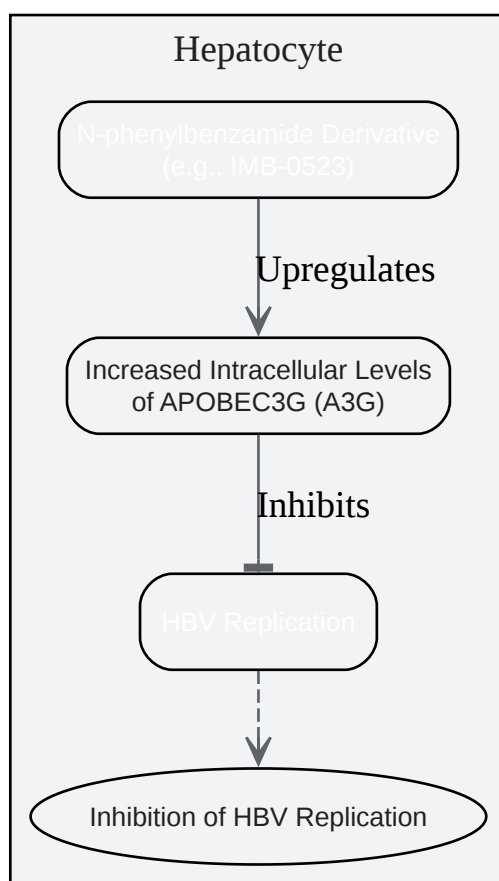 Hepatocyte
N-phenylbenzamide Derivative
(e.g., IMB-0523)
Upregulates
Increased Intracellular Levels
of APOBEC3G (A3G)
Inhibits
HBV Replication
Inhibition of HBV Replication